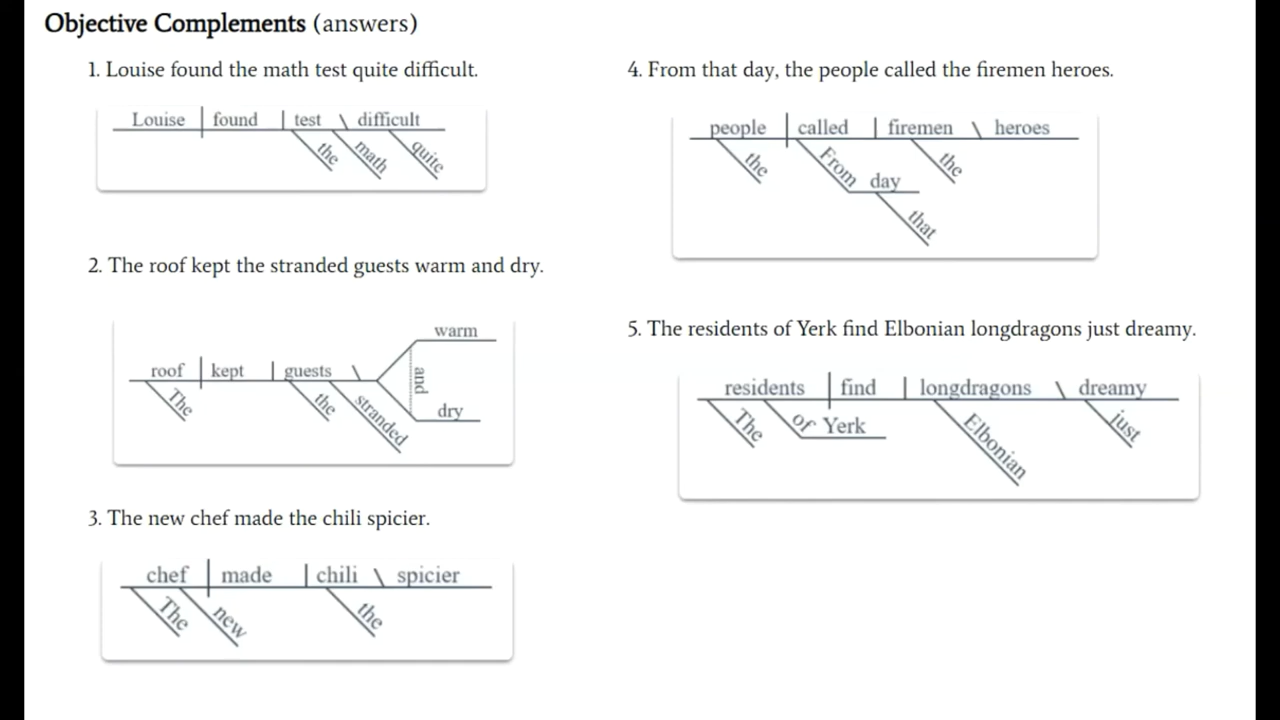 Objective Complements (answers)
1. Louise found the math test quite difficult.
Louise found test \ difficult
the math quite
2. The roof kept the stranded guests warm and dry.
warm
roof kept guests \
and
The the stranded
dry
3. The new chef made the chili spicier.
chef made chili \ spicier
The new the
4. From that day, the people called the firemen heroes.
people called firemen \ heroes
the From the
day
that
5. The residents of Yerk find Elbonian longdragons just dreamy.
residents find longdragons \ dreamy
The of Yerk Elbonian just